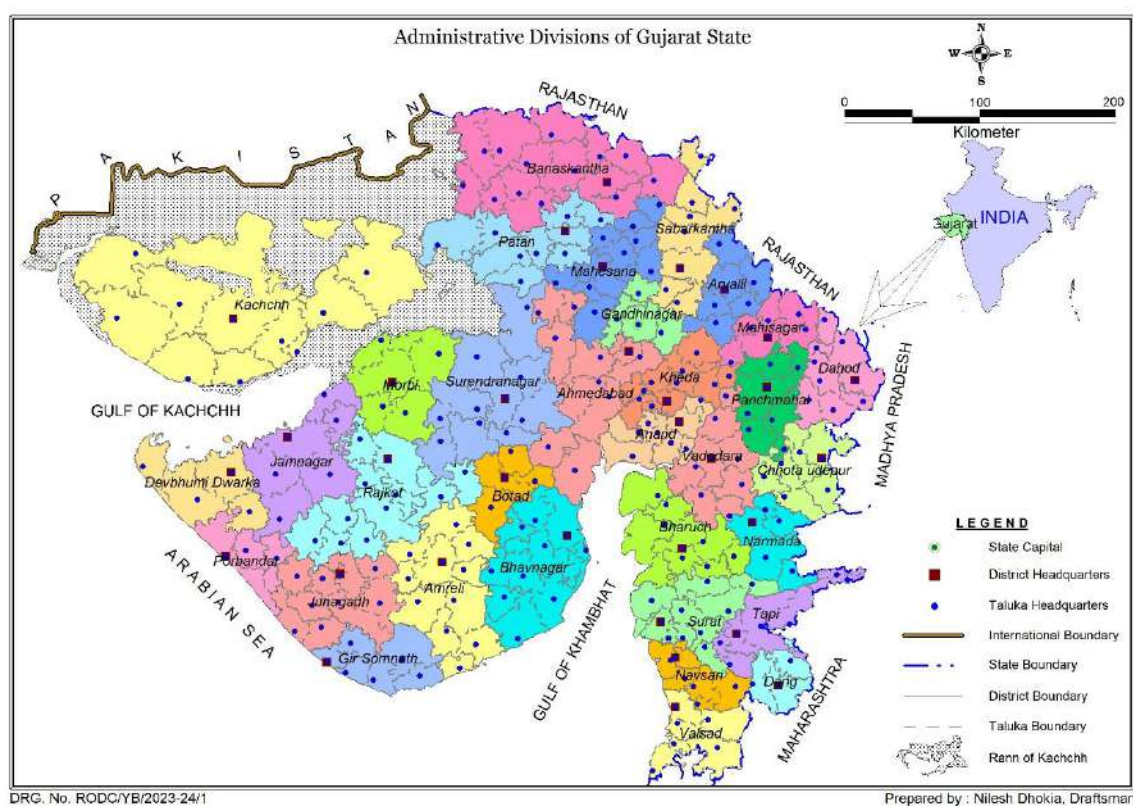 Administrative Divisions of Gujarat State
N
W E
S
0 100 200
Kilometer
RAJASTHAN
PAKISTAN
Banaskantha
Patan
Sabarkantha
Mahesana
Arvalli
RAJASTHAN
INDIA
Gujarat
Kachchh
Gandhinagar
Mahisagar
Dahod
Morbi
Surendranagar
Ahmedabad
Kheda
Panchmahal
GULF OF KACHCHH
Anand
Vadodara
Chhota udepur
MADHYA PRADESH
Jamnagar
Devbhumi Dwarka
Rajkot
Botad
Bharuch
Narmada
Porbandar
Bhavnagar
Amreli
Junagadh
ARABIAN SEA
Gir Somnath
GULF OF KHAMBHAT
Surat
Tapi
Navsari
Dang
Valsad
MAHARASHTRA
LEGEND
State Capital
District Headquarters
Taluka Headquarters
International Boundary
State Boundary
District Boundary
Taluka Boundary
Rann of Kachchh
DRG. No. RODC/YB/2023-24/1
Prepared by : Nilesh Dhokia, Draftsman